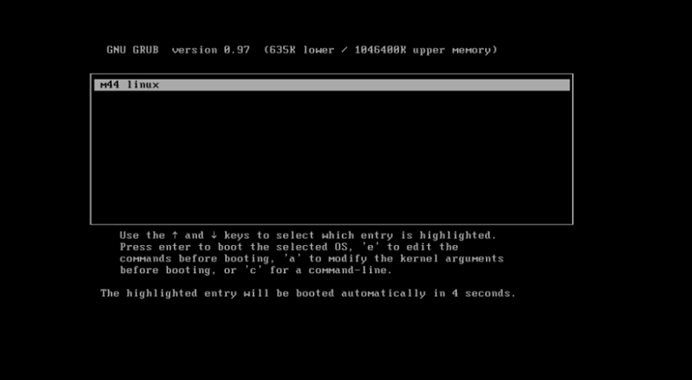 GNU GRUB  version 0.97  (635K lower / 1046400K upper memory)
m44 linux
Use the ↑ and ↓ keys to select which entry is highlighted.
Press enter to boot the selected OS, 'e' to edit the
commands before booting, 'a' to modify the kernel arguments
before booting, or 'c' for a command-line.
The highlighted entry will be booted automatically in 4 seconds.